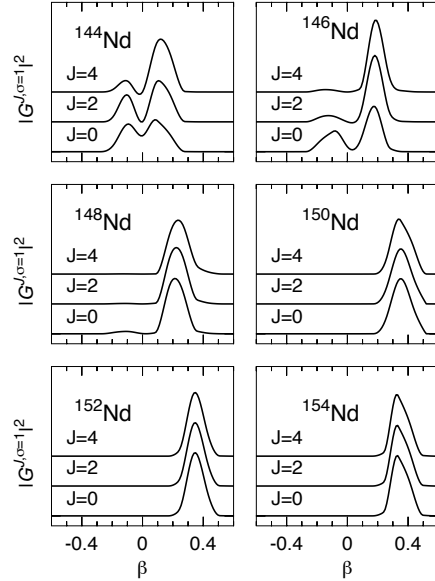 |G^{J,σ=1}|²
¹⁴⁴Nd
J=4
J=2
J=0
¹⁴⁶Nd
J=4
J=2
J=0
|G^{J,σ=1}|²
¹⁴⁸Nd
J=4
J=2
J=0
¹⁵⁰Nd
J=4
J=2
J=0
|G^{J,σ=1}|²
¹⁵²Nd
J=4
J=2
J=0
¹⁵⁴Nd
J=4
J=2
J=0
-0.4 0 0.4
-0.4 0 0.4
β
β